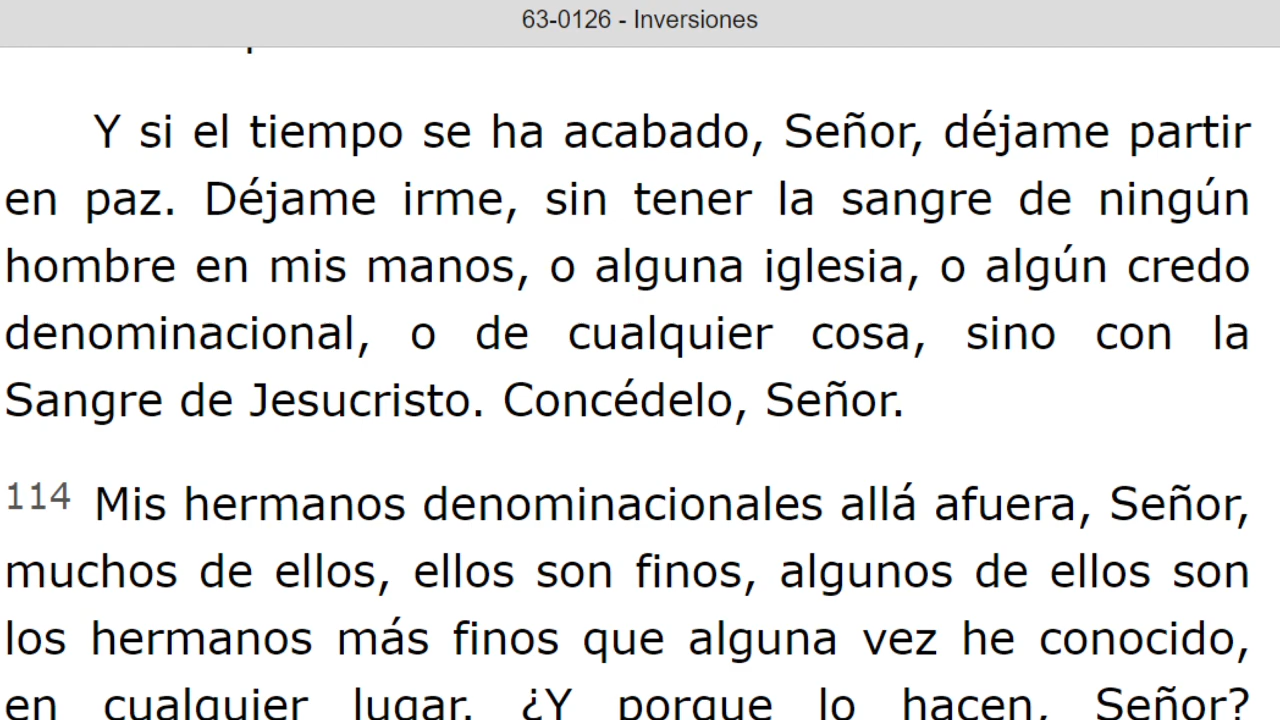 63-0126 - Inversiones
Y si el tiempo se ha acabado, Señor, déjame partir
en paz. Déjame irme, sin tener la sangre de ningún
hombre en mis manos, o alguna iglesia, o algún credo
denominacional, o de cualquier cosa, sino con la
Sangre de Jesucristo. Concédelo, Señor.
114 Mis hermanos denominacionales allá afuera, Señor,
muchos de ellos, ellos son finos, algunos de ellos son
los hermanos más finos que alguna vez he conocido,
en cualquier lugar. ¿Y porque lo hacen, Señor?